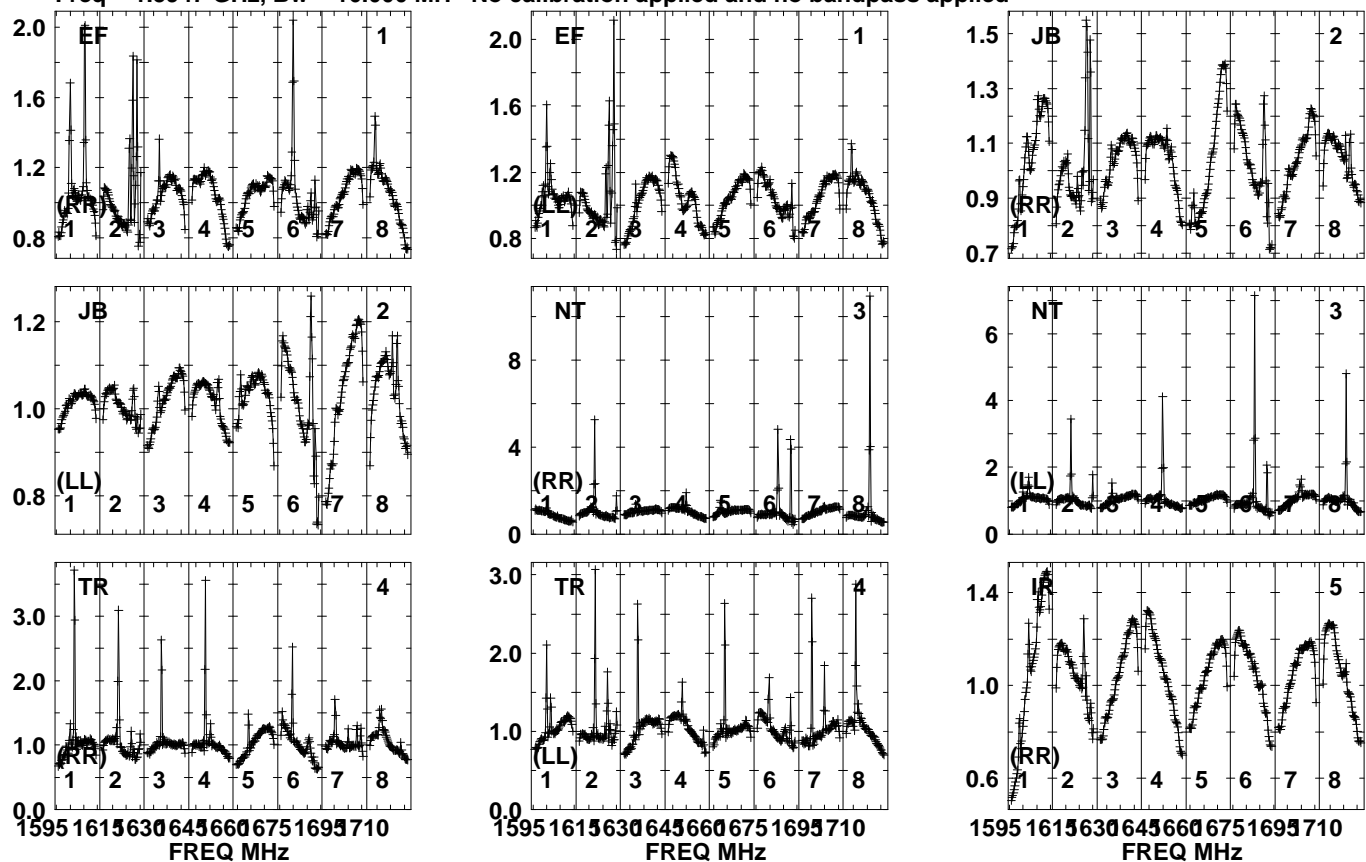 Freq GHz, MH No calibration applied and no bandpass applied
2.0 1.6 1.2 0.8
EF 1
(RR)
1 2 3 4 5 6 7 8
2.0 1.6 1.2 0.8
EF 1
(LL)
1 2 3 4 5 6 7 8
1.5 1.3 1.1 0.9 0.7
JB 2
(RR)
1 2 3 4 5 6 7 8
1.2 1.0 0.8
JB 2
(LL)
1 2 3 4 5 6 7 8
8 4 0
NT 3
(RR)
1 2 3 4 5 6 7 8
6 4 2 0
NT 3
(LL)
1 2 3 4 5 6 7 8
3.0 2.0 1.0 0.0
TR 4
(RR)
1 2 3 4 5 6 7 8
1595 1615 1630 1645 1660 1675 1695 1710
FREQ MHz
3.0 2.0 1.0 0.0
TR 4
(LL)
1 2 3 4 5 6 7 8
1595 1615 1630 1645 1660 1675 1695 1710
FREQ MHz
1.4 1.0 0.6
IR 5
(RR)
1 2 3 4 5 6 7 8
1595 1615 1630 1645 1660 1675 1695 1710
FREQ MHz